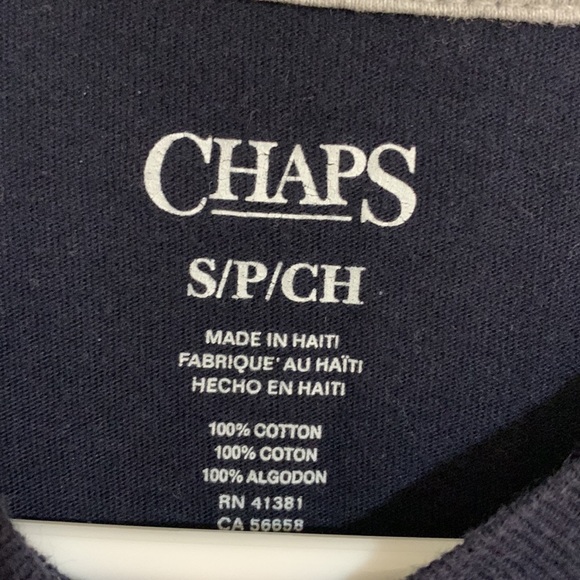 CHAPS
S/P/CH
MADE IN HAITI
FABRIQUE' AU HAÏTI
HECHO EN HAITI
100% COTTON
100% COTON
100% ALGODON
RN 41381
CA 56658